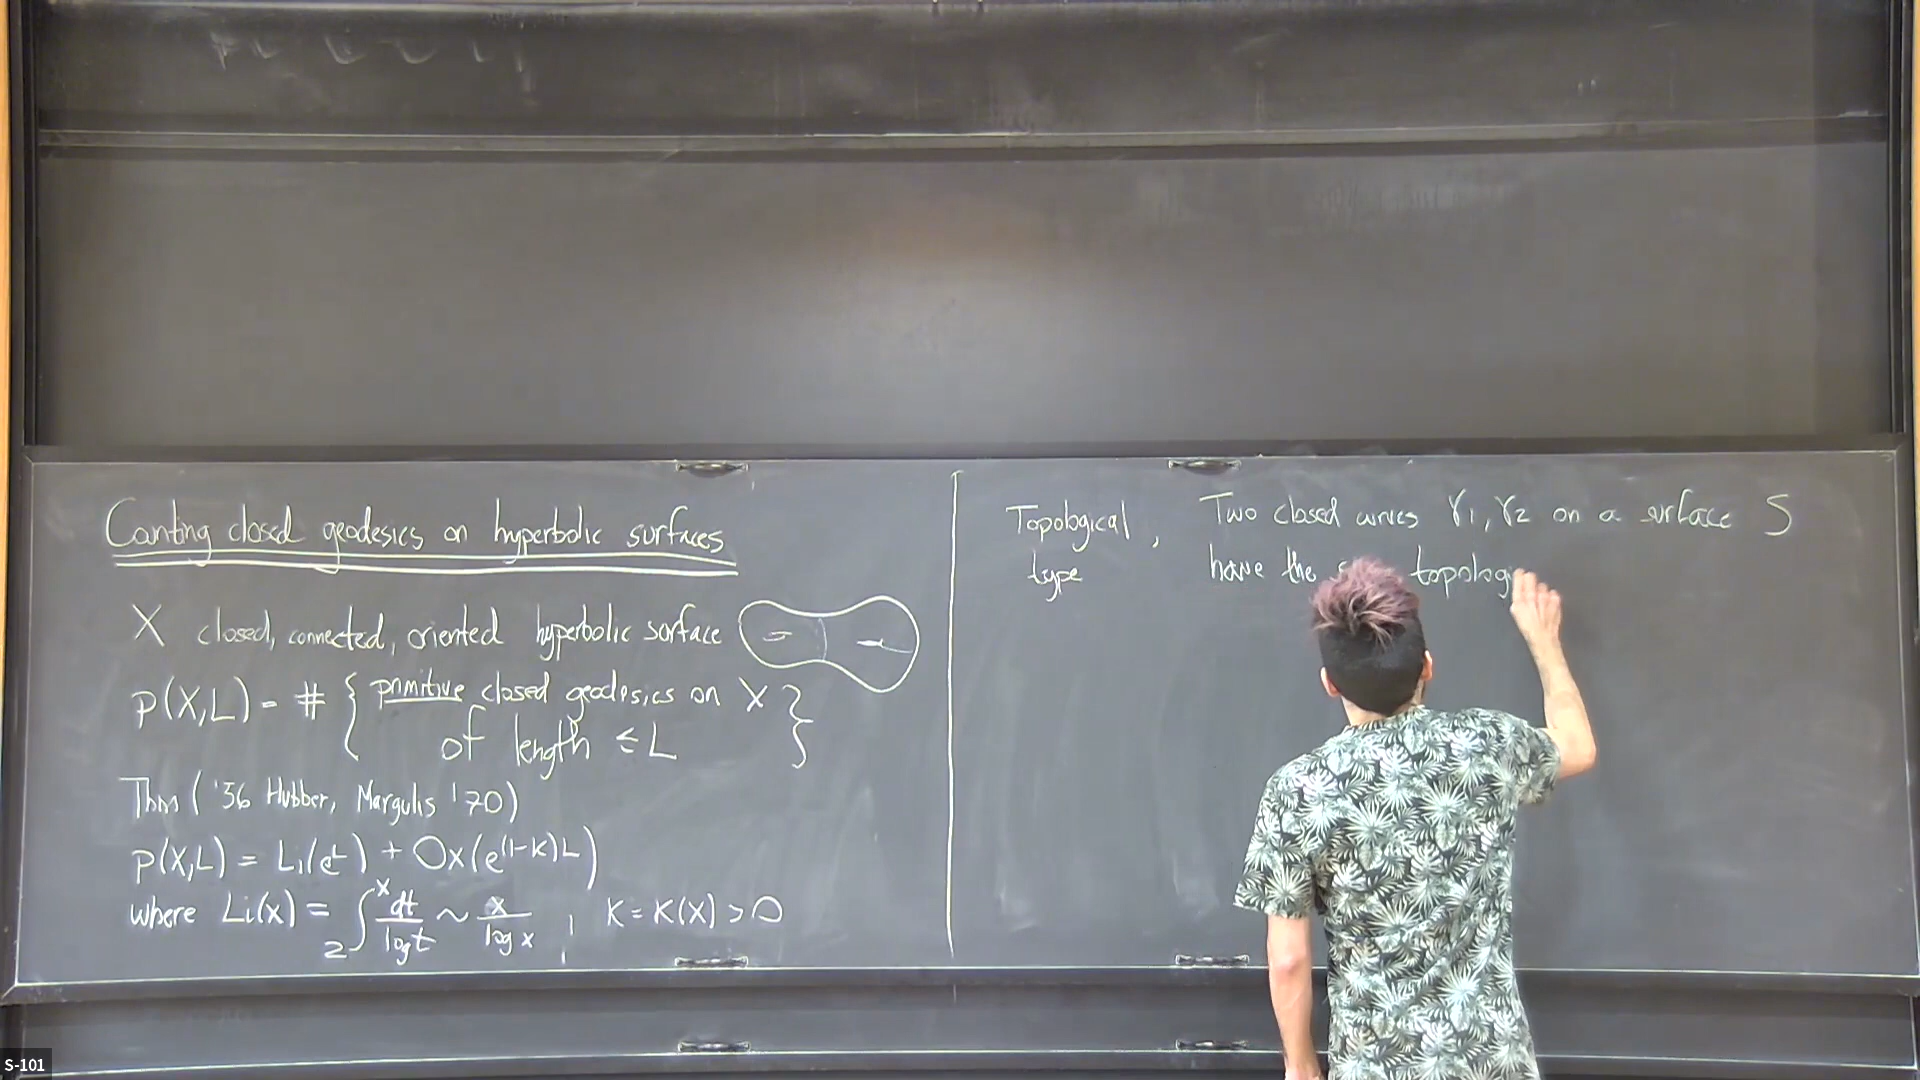 Counting closed geodesics on hyperbolic surfaces
X closed, connected, oriented hyperbolic surface
p(X,L) = # { primitive closed geodesics on X
of length ≤ L }
Thm ('56 Hubber, Margulis '70)
p(X,L) = Li(e^L) + O_X(e^{(1-κ)L})
where Li(x) = ∫_2^x dt/log t ~ x/log x ; κ = κ(X) > 0
Topological type,
Two closed curves γ1, γ2 on a surface S
have the topologi
S-101